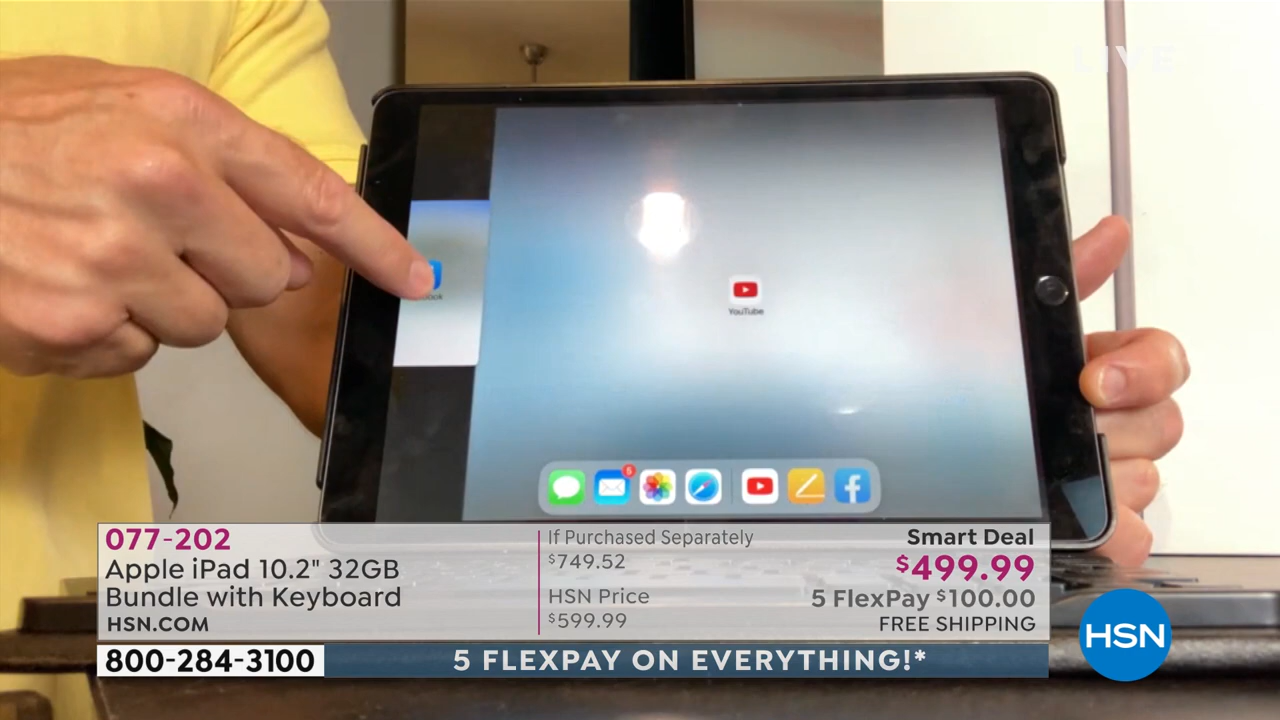 LIVE
book
YouTube
6
077-202
Apple iPad 10.2" 32GB
Bundle with Keyboard
HSN.COM
If Purchased Separately
$749.52
HSN Price
$599.99
Smart Deal
$499.99
5 FlexPay $100.00
FREE SHIPPING
HSN
800-284-3100
5 FLEXPAY ON EVERYTHING!*